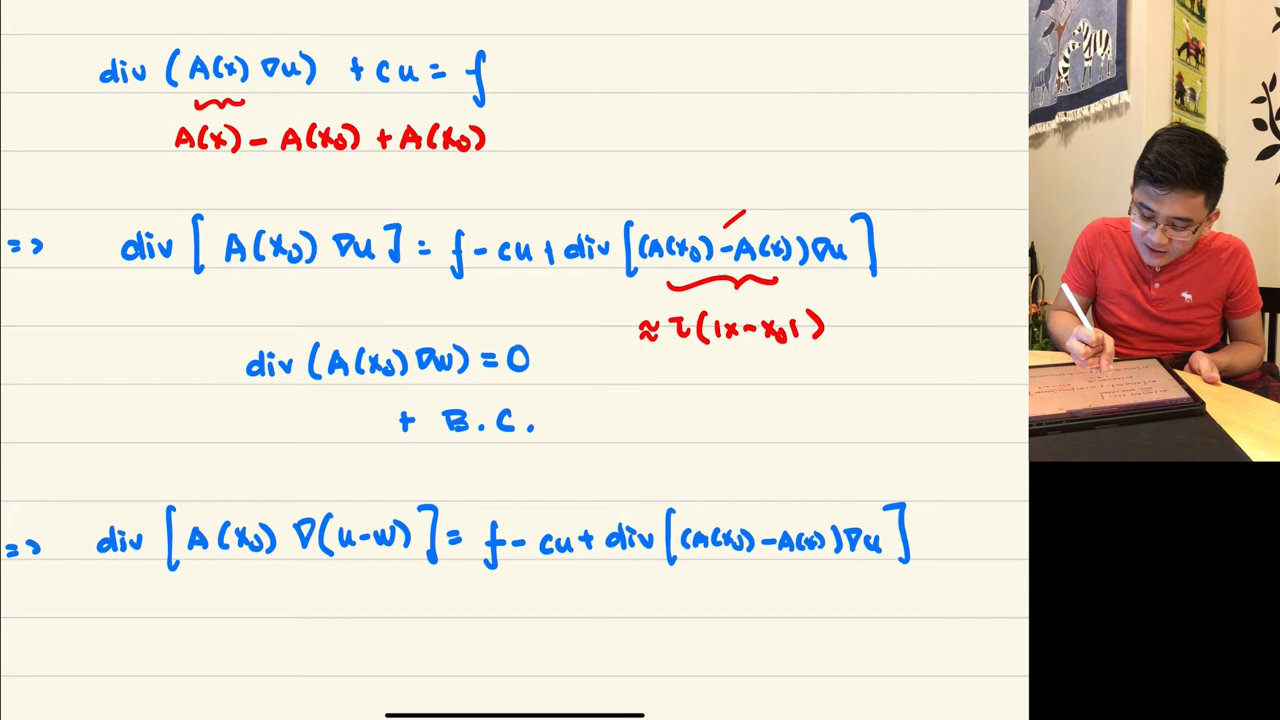 div (A(x) ∇u) + cu = f
A(x) - A(x₀) + A(x₀)
=> div [ A(x₀) ∇u ] = f - cu + div [(A(x₀) - A(x)) ∇u ]
≈ τ(|x - x₀|)
div (A(x₀) ∇w) = 0
+ B.C.
=> div [ A(x₀) ∇(u-w) ] = f - cu + div [(A(x₀) - A(x)) ∇u ]